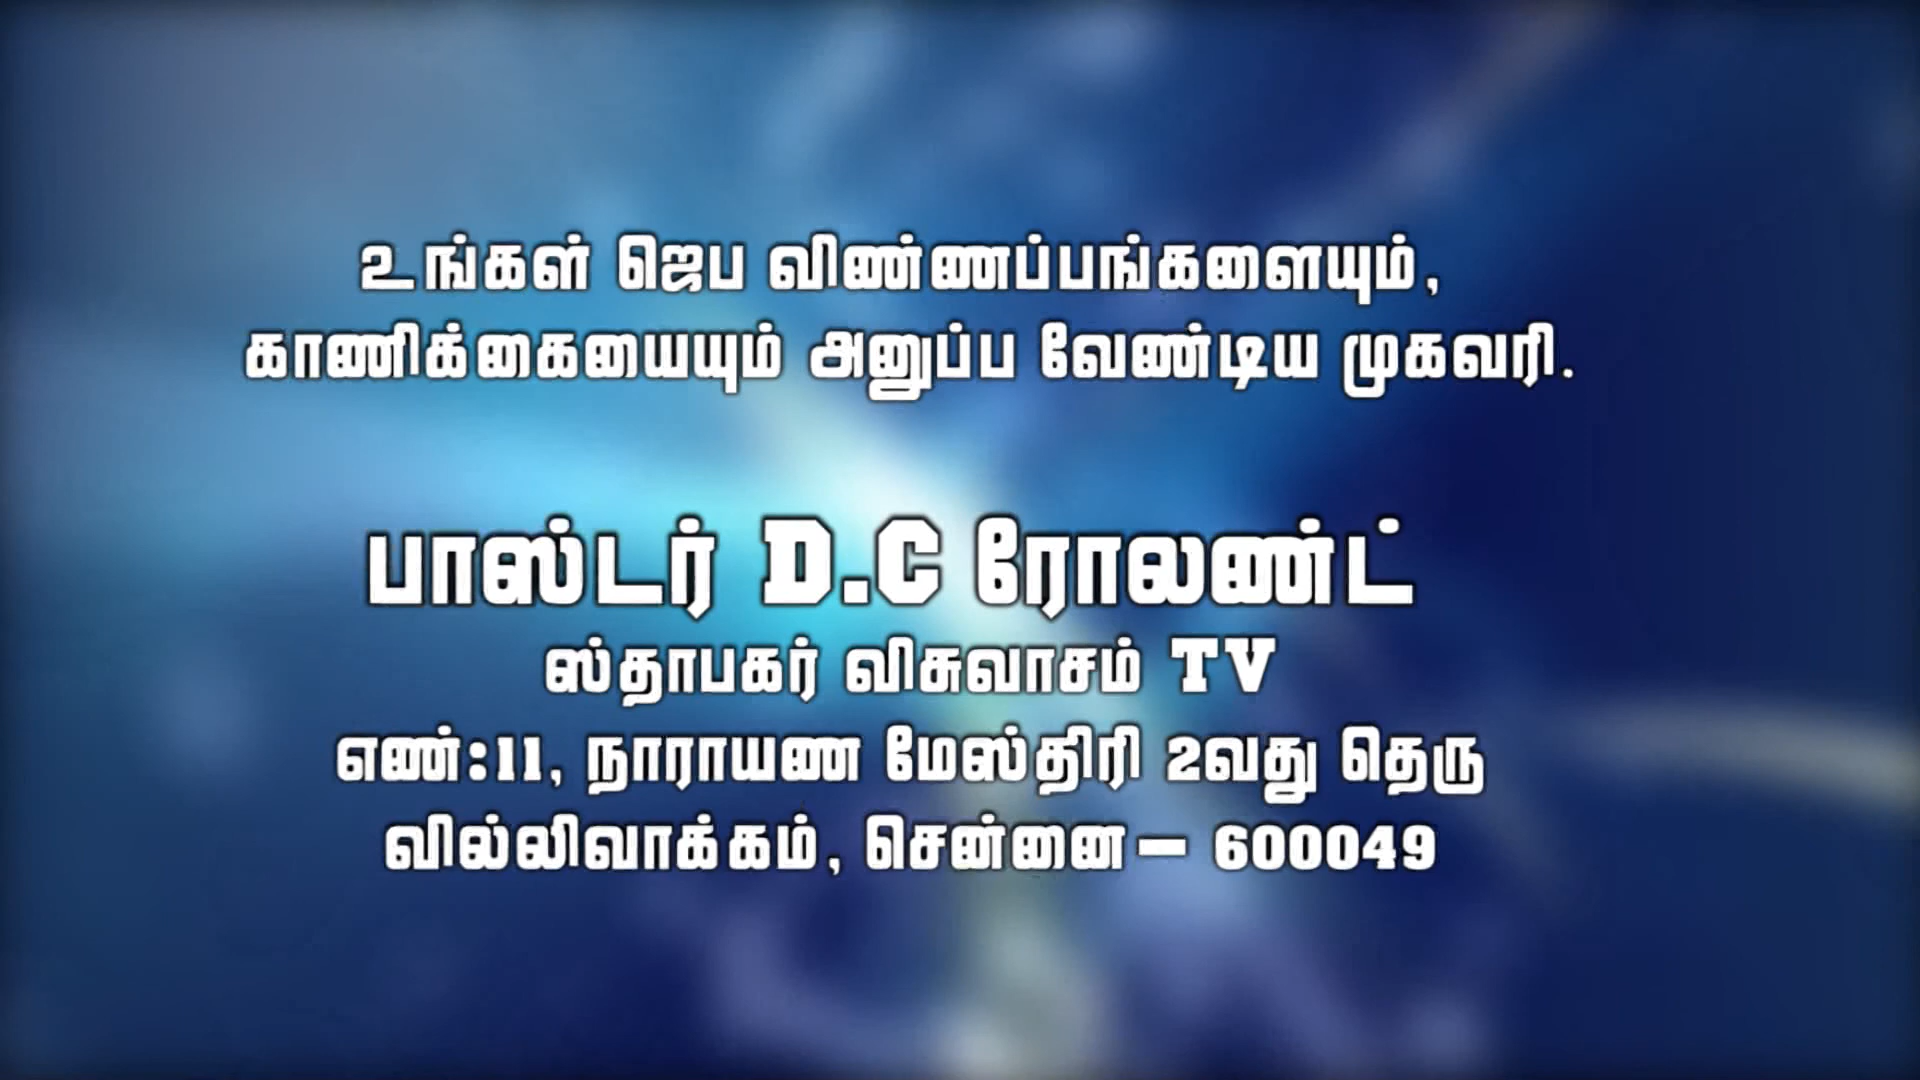 உங்கள் ஜெப விண்ணப்பங்களையும்,
காணிக்கையையும் அனுப்ப வேண்டிய முகவரி.
பாஸ்டர் D.C ரோலண்ட்
ஸ்தாபகர் விசுவாசம் TV
எண்:11, நாராயண மேஸ்திரி 2வது தெரு
வில்லிவாக்கம், சென்னை- 600049